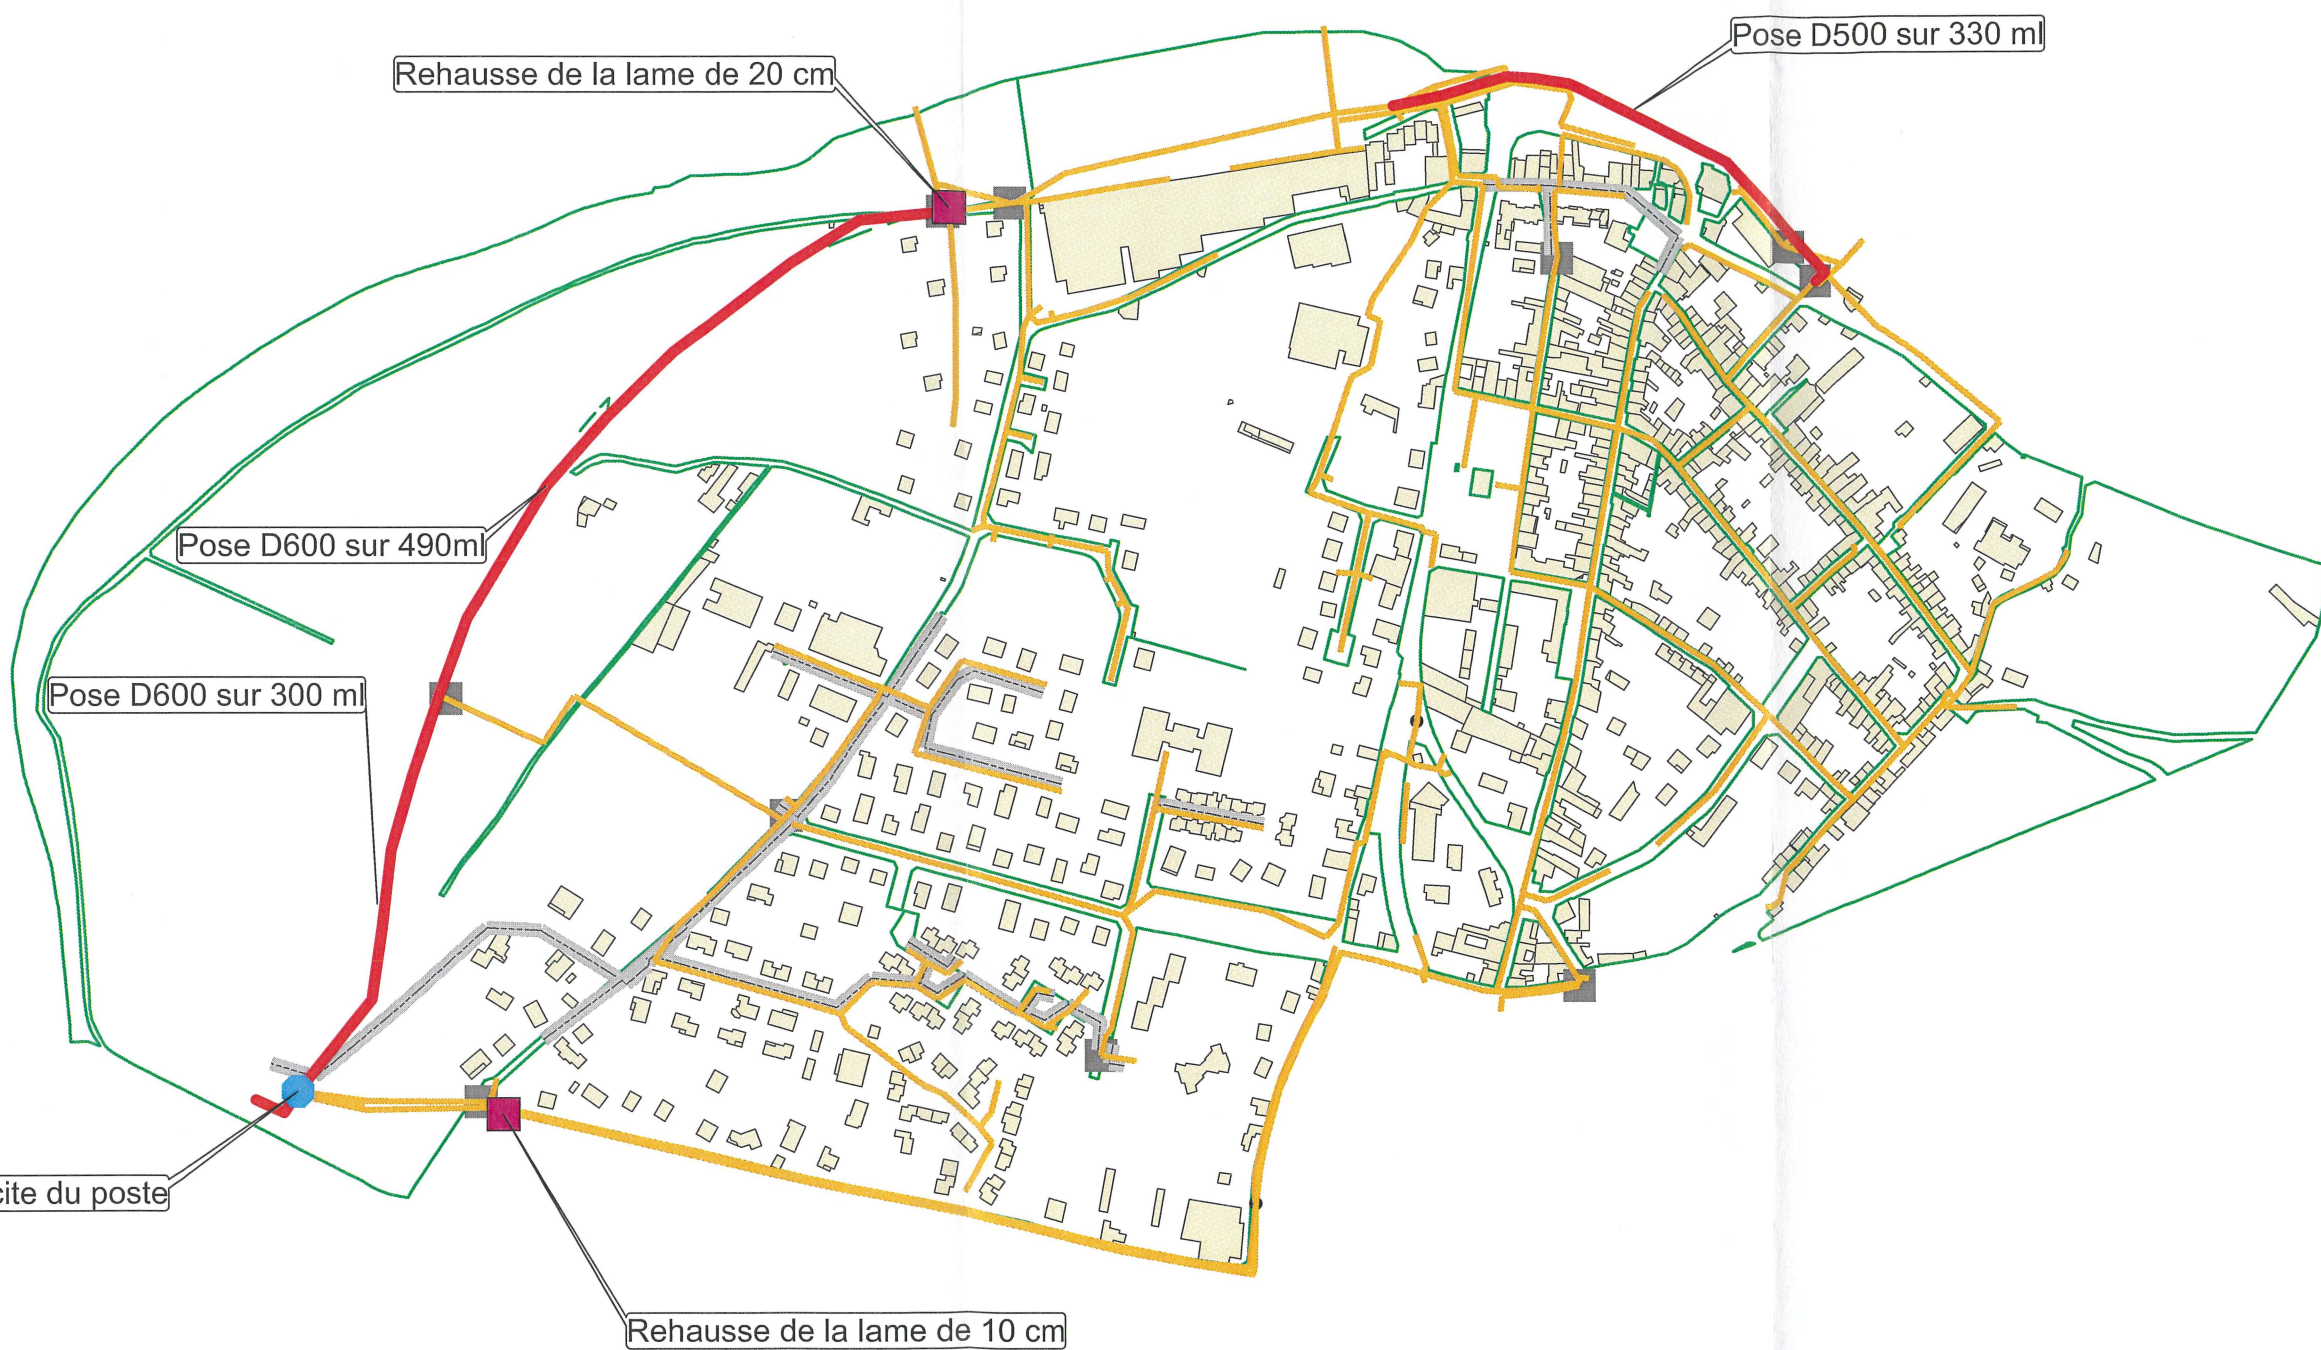 Pose D500 sur 330 ml
Rehausse de la lame de 20 cm
Pose D600 sur 490ml
Pose D600 sur 300 ml
du poste
Rehausse de la lame de 10 cm